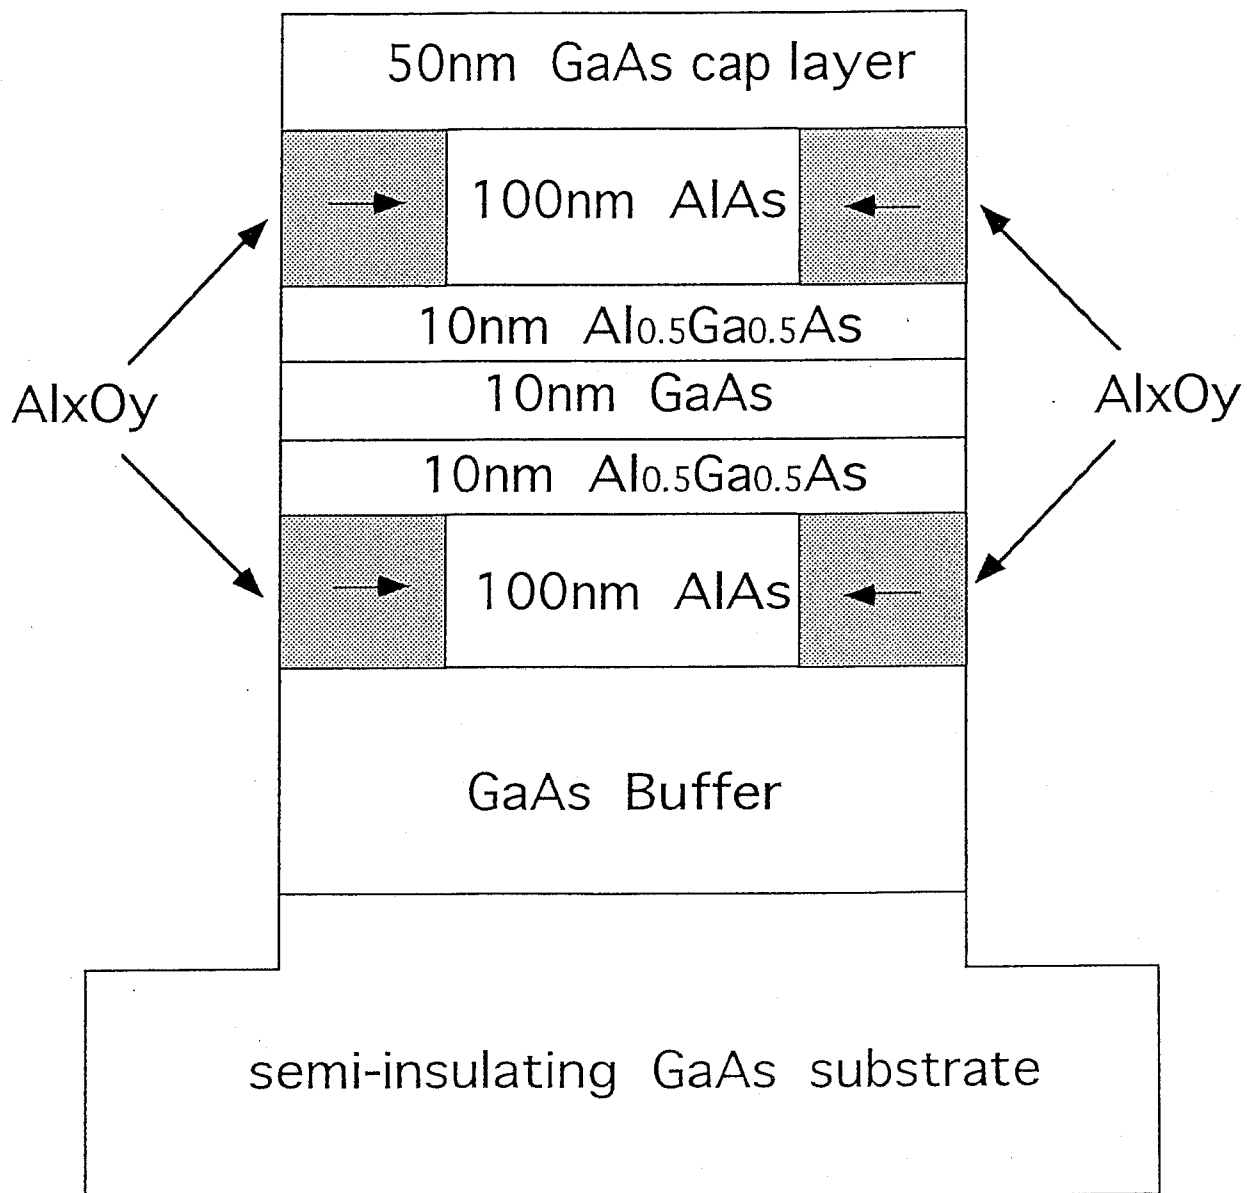 50nm GaAs cap layer
100nm AlAs
10nm Al0.5Ga0.5As
AlxOy
10nm GaAs
AlxOy
10nm Al0.5Ga0.5As
100nm AlAs
GaAs Buffer
semi-insulating GaAs substrate